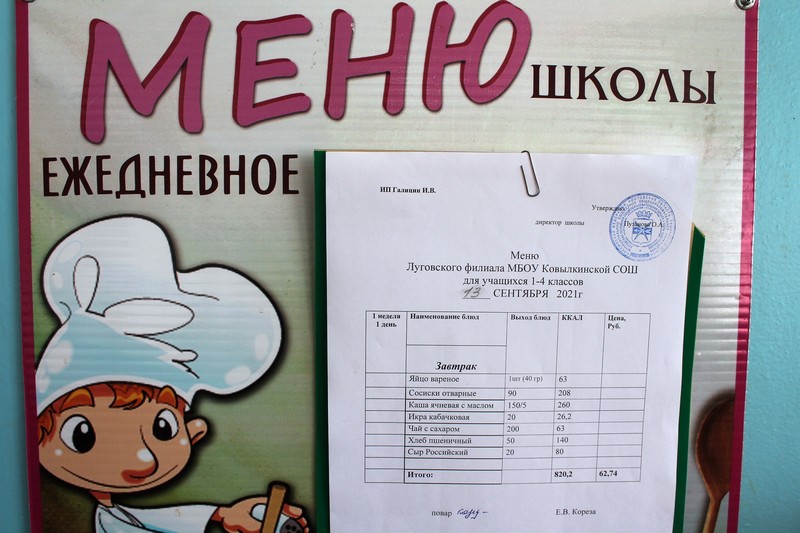 МЕНЮ
ШКОЛЫ
ЕЖЕДНЕВНОЕ
ИП Галицин И.В.
Утверждаю
директор школы Пузанова О.А.
Меню
Луговского филиала МБОУ Ковылкинской СОШ
для учащихся 1-4 классов
13 СЕНТЯБРЯ 2021г
1 неделя 1 день Наименование блюд Выход блюд ККАЛ Цена, Руб.
Завтрак
Яйцо вареное 1шт (40 гр) 63
Сосиски отварные 90 208
Каша ячневая с маслом 150/5 260
Икра кабачковая 20 26,2
Чай с сахаром 200 63
Хлеб пшеничный 50 140
Сыр Российский 20 80
Итого: 820,2 62,74
повар Е.В. Кореза